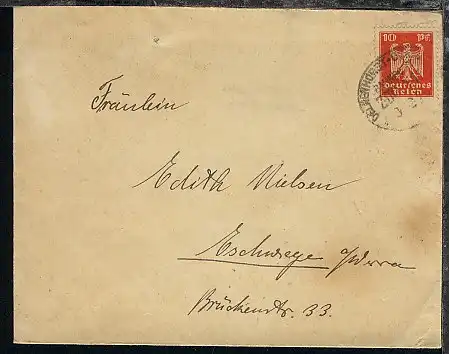 10 Pf.
Deutsches
Reich
Fräulein
Edith Nielsen
Eschwege a/Werra
Brückenstr. 33.